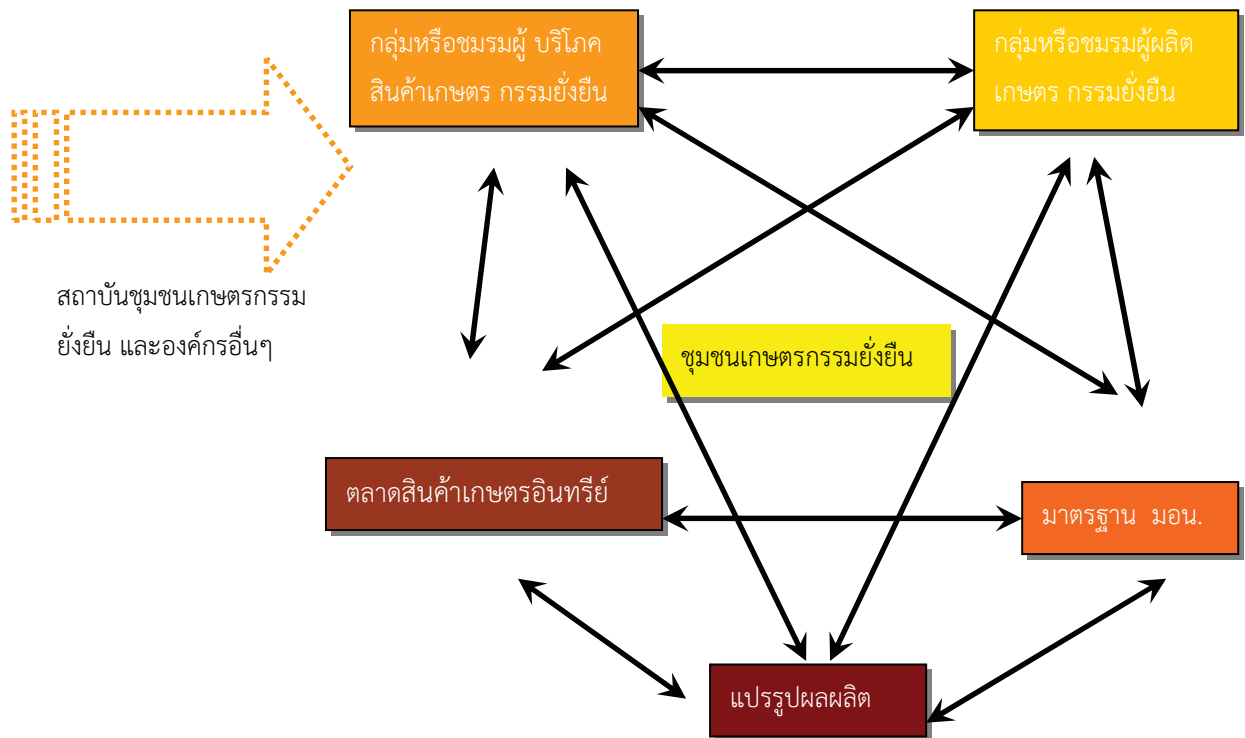 กลุ่มหรือชมรมผู้ บริโภค
สินค้าเกษตร กรรมยั่งยืน
กลุ่มหรือชมรมผู้ผลิต
เกษตร กรรมยั่งยืน
สถาบันชุมชนเกษตรกรรม
ยั่งยืน และองค์กรอื่นๆ
ชุมชนเกษตรกรรมยั่งยืน
ตลาดสินค้าเกษตรอินทรีย์
มาตรฐาน มอน.
แปรรูปผลผลิต